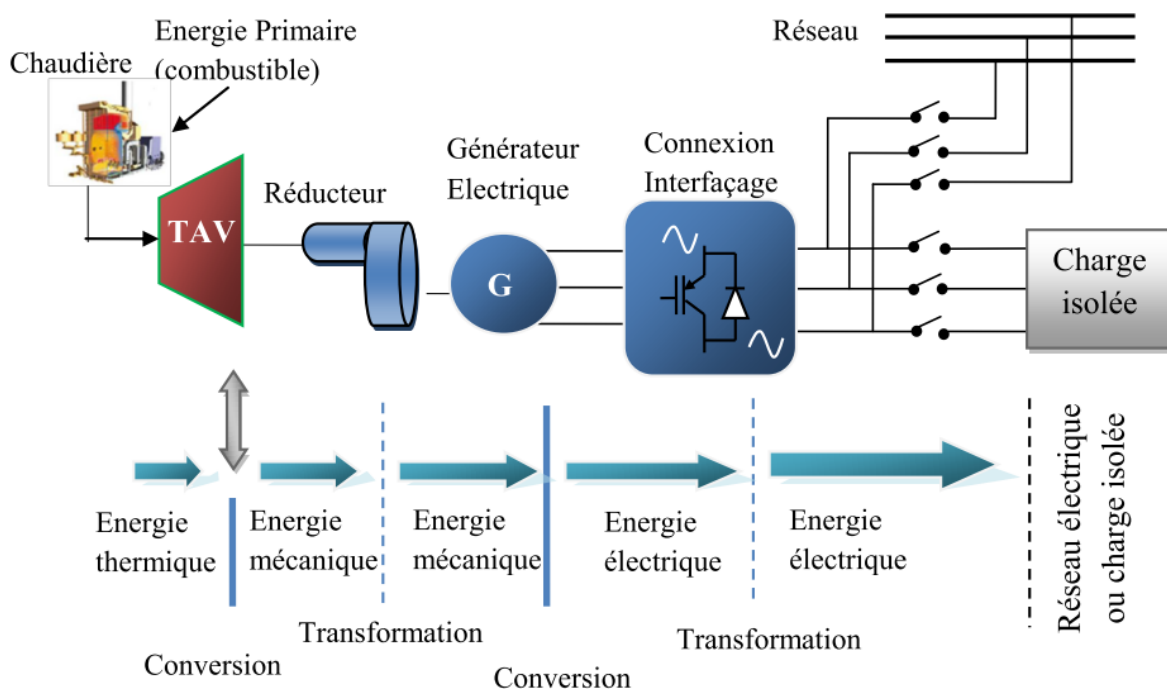 Energie Primaire
(combustible)
Chaudière
Réseau
Générateur
Electrique
Connexion
Interfaçage
Réducteur
TAV
G
Charge
isolée
Energie
thermique
Energie
mécanique
Energie
mécanique
Energie
électrique
Energie
électrique
Réseau électrique
ou charge isolée
Conversion
Transformation
Conversion
Transformation